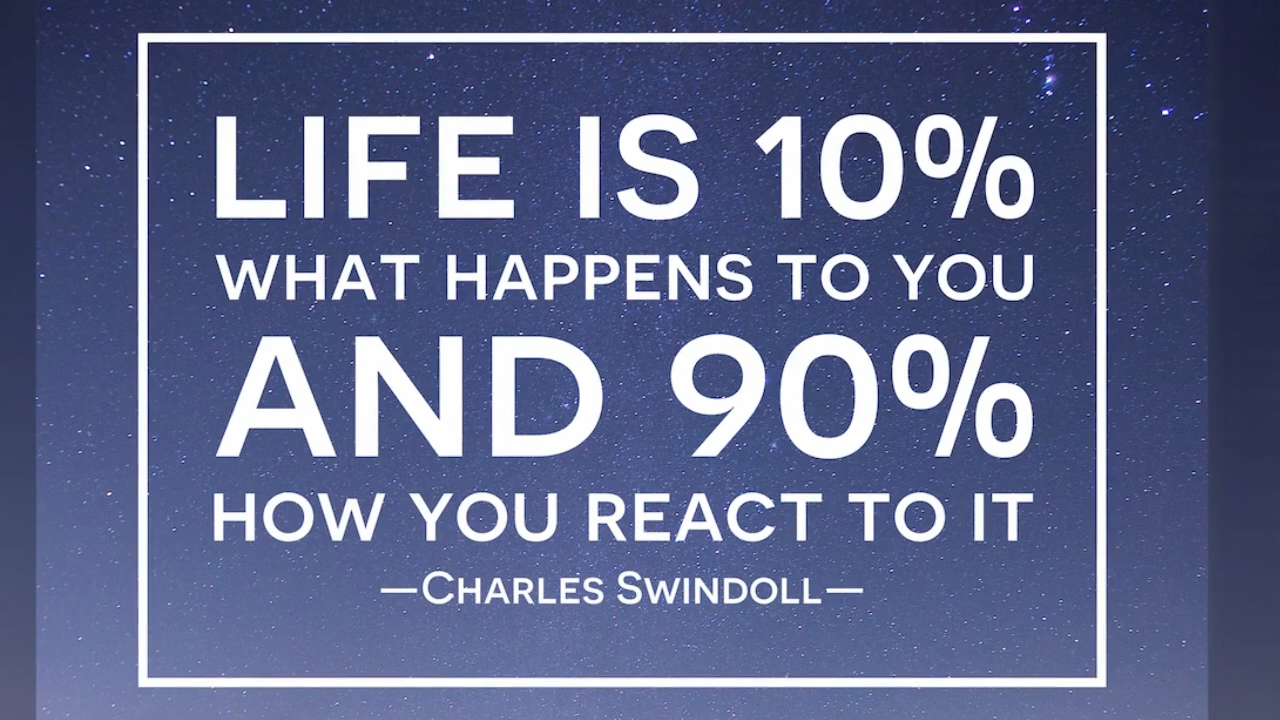 LIFE IS 10%
WHAT HAPPENS TO YOU
AND 90%
HOW YOU REACT TO IT
—CHARLES SWINDOLL—